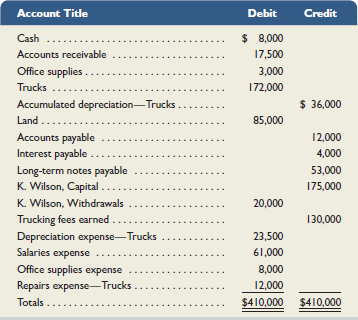 Account Title Debit Credit
Cash .......... $ 8,000
Accounts receivable .......... 17,500
Office supplies .......... 3,000
Trucks .......... 172,000
Accumulated depreciation—Trucks .......... $ 36,000
Land .......... 85,000
Accounts payable .......... 12,000
Interest payable .......... 4,000
Long-term notes payable .......... 53,000
K. Wilson, Capital .......... 175,000
K. Wilson, Withdrawals .......... 20,000
Trucking fees earned .......... 130,000
Depreciation expense—Trucks .......... 23,500
Salaries expense .......... 61,000
Office supplies expense .......... 8,000
Repairs expense—Trucks .......... 12,000
Totals .......... $410,000 $410,000